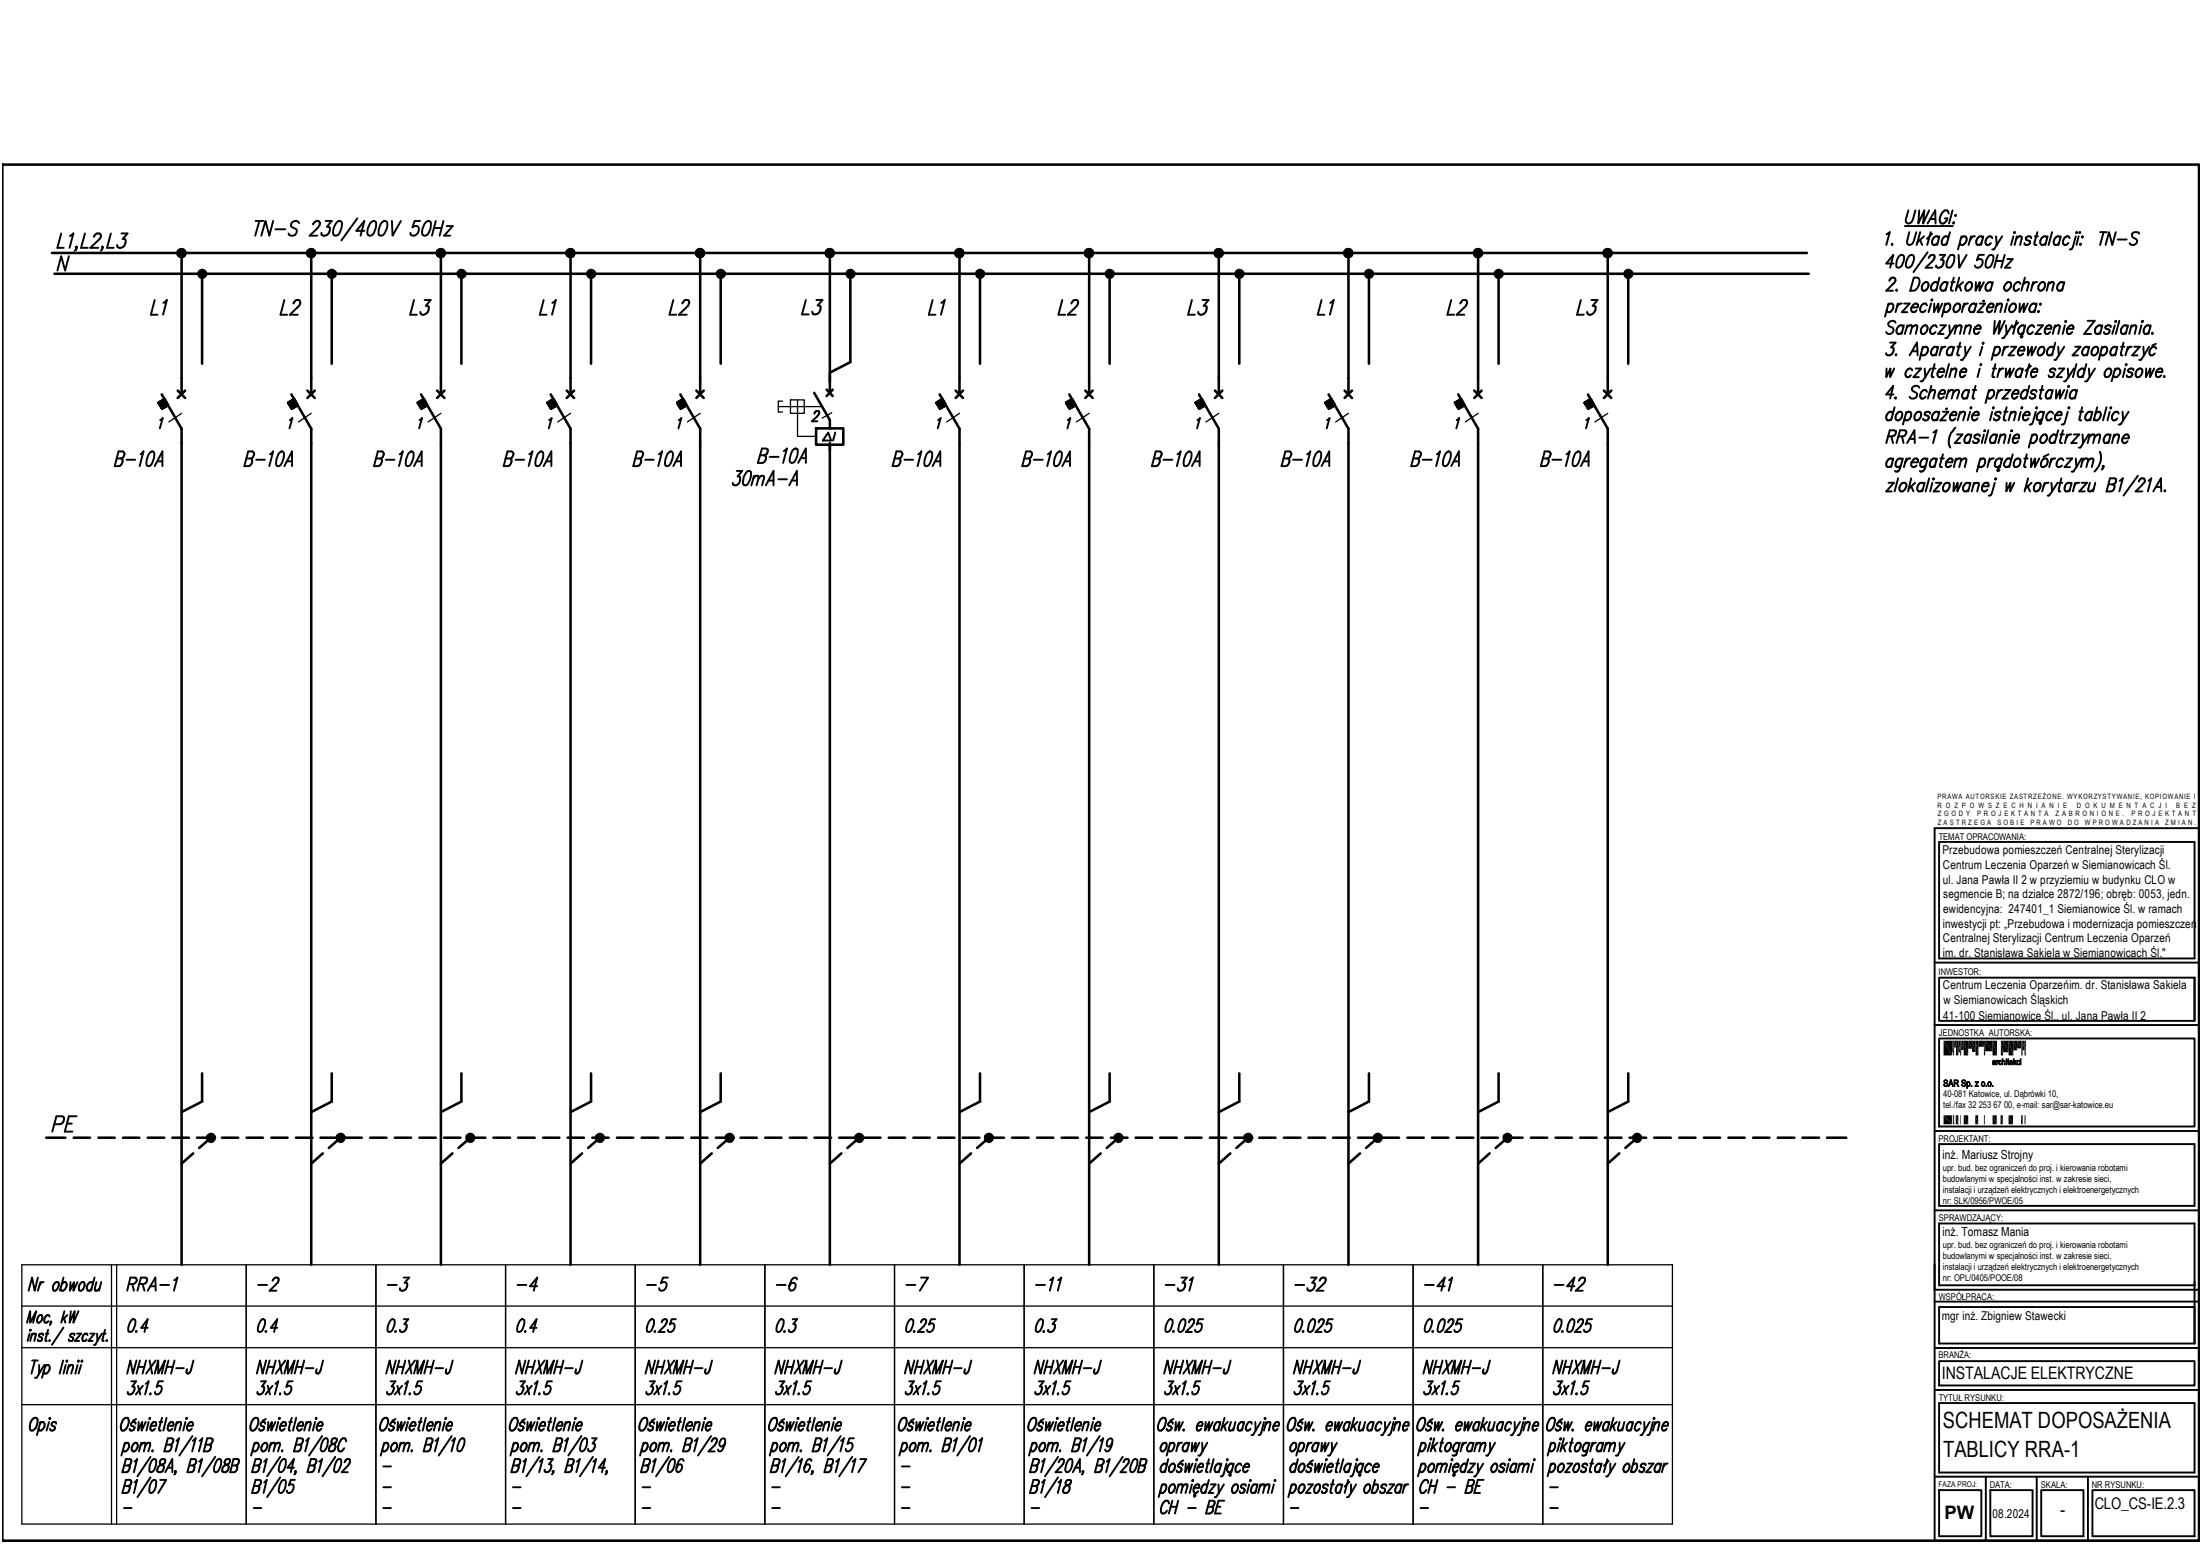 TN-S 230/400V 50Hz
L1,L2,L3
N
L1 L2 L3 L1 L2 L3 L1 L2 L3 L1 L2 L3
1 1 1 1 1 2 1 1 1 1 1 1
ΔI
B-10A B-10A B-10A B-10A B-10A B-10A B-10A B-10A B-10A B-10A B-10A B-10A
30mA-A
PE
Nr obwodu RRA-1 -2 -3 -4 -5 -6 -7 -11 -31 -32 -41 -42
Moc, kW
inst./ szczyt. 0.4 0.4 0.3 0.4 0.25 0.3 0.25 0.3 0.025 0.025 0.025 0.025
Typ linii NHXMH-J NHXMH-J NHXMH-J NHXMH-J NHXMH-J NHXMH-J NHXMH-J NHXMH-J NHXMH-J NHXMH-J NHXMH-J NHXMH-J
3x1.5 3x1.5 3x1.5 3x1.5 3x1.5 3x1.5 3x1.5 3x1.5 3x1.5 3x1.5 3x1.5 3x1.5
Opis Oświetlenie Oświetlenie Oświetlenie Oświetlenie Oświetlenie Oświetlenie Oświetlenie Oświetlenie Ośw. ewakuacyjne Ośw. ewakuacyjne Ośw. ewakuacyjne Ośw. ewakuacyjne
pom. B1/11B pom. B1/08C pom. B1/10 pom. B1/03 pom. B1/29 pom. B1/15 pom. B1/01 pom. B1/19 oprawy oprawy piktogramy piktogramy
B1/08A, B1/08B B1/04, B1/02 - B1/13, B1/14, B1/06 B1/16, B1/17 - B1/20A, B1/20B doświetlające doświetlające pomiędzy osiami pozostały obszar
B1/07 B1/05 - - - - - B1/18 pomiędzy osiami pozostały obszar CH - BE -
- - - - - - - - CH - BE - - -
UWAGI:
1. Układ pracy instalacji: TN-S
400/230V 50Hz
2. Dodatkowa ochrona
przeciwporażeniowa:
Samoczynne Wyłączenie Zasilania.
3. Aparaty i przewody zaopatrzyć
w czytelne i trwałe szyldy opisowe.
4. Schemat przedstawia
doposażenie istniejącej tablicy
RRA-1 (zasilanie podtrzymane
agregatem prądotwórczym),
zlokalizowanej w korytarzu B1/21A.
PRAWA AUTORSKIE ZASTRZEŻONE. WYKORZYSTYWANIE, KOPIOWANIE I
ROZPOWSZECHNIANIE DOKUMENTACJI BEZ
ZGODY PROJEKTANTA ZABRONIONE. PROJEKTANT
ZASTRZEGA SOBIE PRAWO DO WPROWADZANIA ZMIAN.
TEMAT OPRACOWANIA:
Przebudowa pomieszczeń Centralnej Sterylizacji
Centrum Leczenia Oparzeń w Siemianowicach Śl.
ul. Jana Pawła II 2 w przyziemiu w budynku CLO w
segmencie B; na działce 2872/196; obręb: 0053, jedn.
ewidencyjna: 247401_1 Siemianowice Śl. w ramach
inwestycji pt: „Przebudowa i modernizacja pomieszczeń
Centralnej Sterylizacji Centrum Leczenia Oparzeń
im. dr. Stanisława Sakiela w Siemianowicach Śl."
INWESTOR:
Centrum Leczenia Oparzeńim. dr. Stanisława Sakiela
w Siemianowicach Śląskich
41-100 Siemianowice Śl., ul. Jana Pawła II 2
JEDNOSTKA AUTORSKA:
architekci
SAR Sp. z o.o.
40-081 Katowice, ul. Dąbrówki 10,
tel./fax 32 253 67 00, e-mail: sar@sar-katowice.eu
PROJEKTANT:
inż. Mariusz Strojny
upr. bud. bez ograniczeń do proj. i kierowania robotami
budowlanymi w specjalności inst. w zakresie sieci,
instalacji i urządzeń elektrycznych i elektroenergetycznych
nr: SLK/0956/PWOE/05
SPRAWDZAJĄCY:
inż. Tomasz Mania
upr. bud. bez ograniczeń do proj. i kierowania robotami
budowlanymi w specjalności inst. w zakresie sieci,
instalacji i urządzeń elektrycznych i elektroenergetycznych
nr: OPL/0405/POOE/08
WSPÓŁPRACA:
mgr inż. Zbigniew Stawecki
BRANŻA:
INSTALACJE ELEKTRYCZNE
TYTUŁ RYSUNKU:
SCHEMAT DOPOSAŻENIA
TABLICY RRA-1
FAZA PROJ: DATA: SKALA: NR RYSUNKU:
PW 08.2024 - CLO_CS-IE.2.3